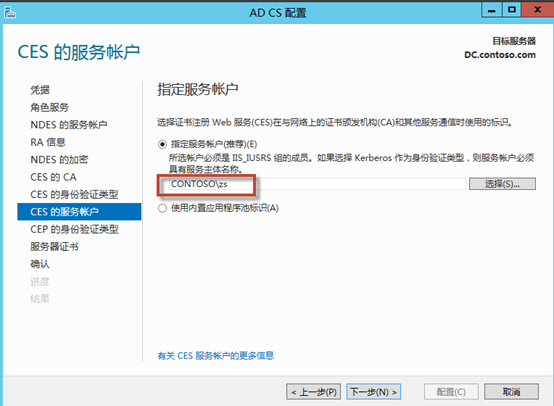 AD CS 配置
CES 的服务帐户
目标服务器
DC.contoso.com
凭据
角色服务
NDES 的服务帐户
RA 信息
NDES 的加密
CES 的 CA
CES 的身份验证类型
CES 的服务帐户
CEP 的身份验证类型
服务器证书
确认
进度
结果
指定服务帐户
选择证书注册 Web 服务(CES)在与网络上的证书颁发机构(CA)和其他服务通信时使用的标识。
指定服务帐户(推荐)(E)
所选帐户必须是 IIS_IUSRS 组的成员。如果选择 Kerberos 作为身份验证类型，则服务帐户必须
具有服务主体名称。
CONTOSO\zs
选择(S)...
使用内置应用程序池标识(A)
有关 CES 服务帐户的更多信息
< 上一步(P)
下一步(N) >
配置(C)
取消